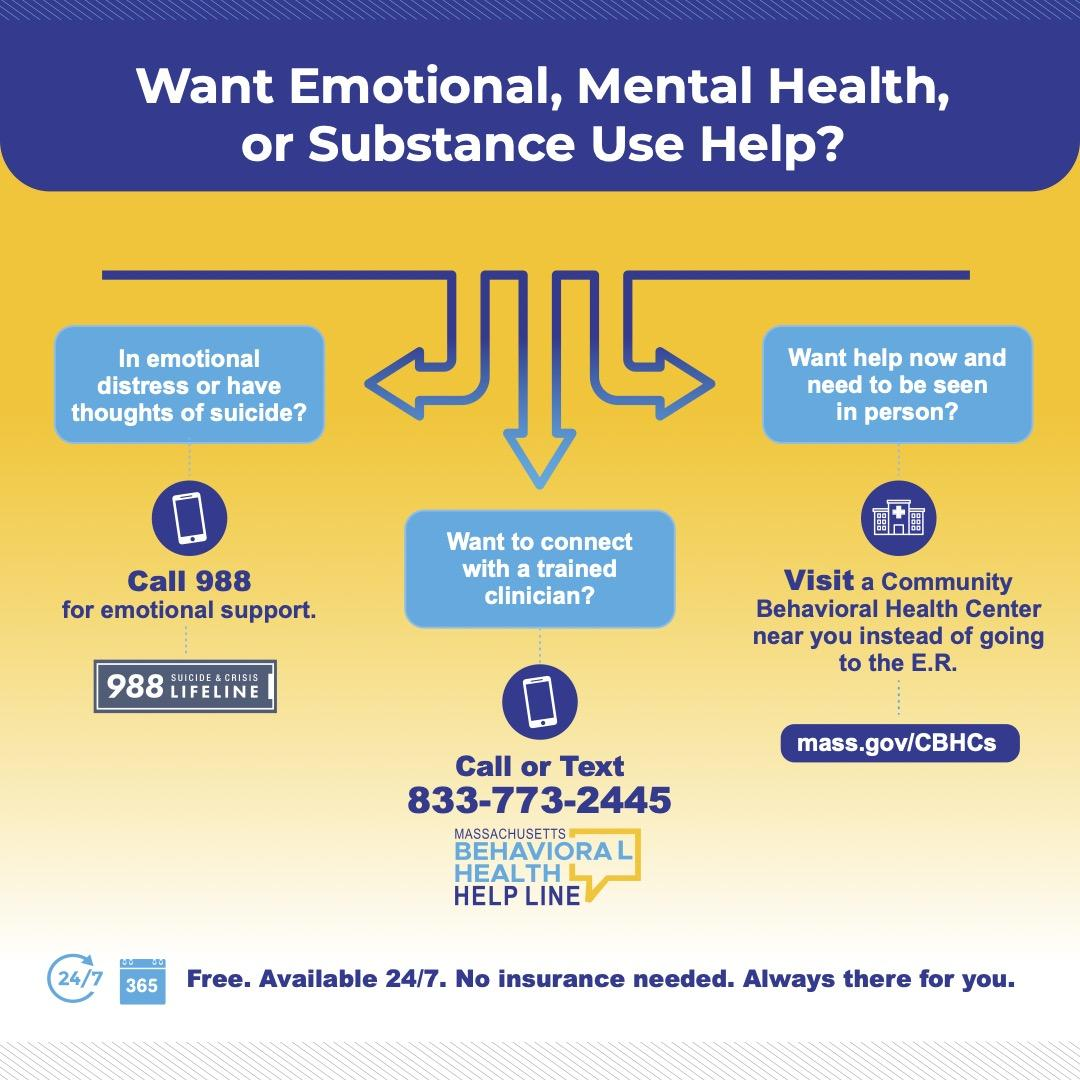 Want Emotional, Mental Health,
or Substance Use Help?
In emotional
distress or have
thoughts of suicide?
Call 988
for emotional support.
988 SUICIDE & CRISIS
LIFELINE
Want to connect
with a trained
clinician?
Call or Text
833-773-2445
MASSACHUSETTS
BEHAVIORAL
HEALTH
HELP LINE
Want help now and
need to be seen
in person?
Visit a Community
Behavioral Health Center
near you instead of going
to the E.R.
mass.gov/CBHCs
24/7
365
Free. Available 24/7. No insurance needed. Always there for you.